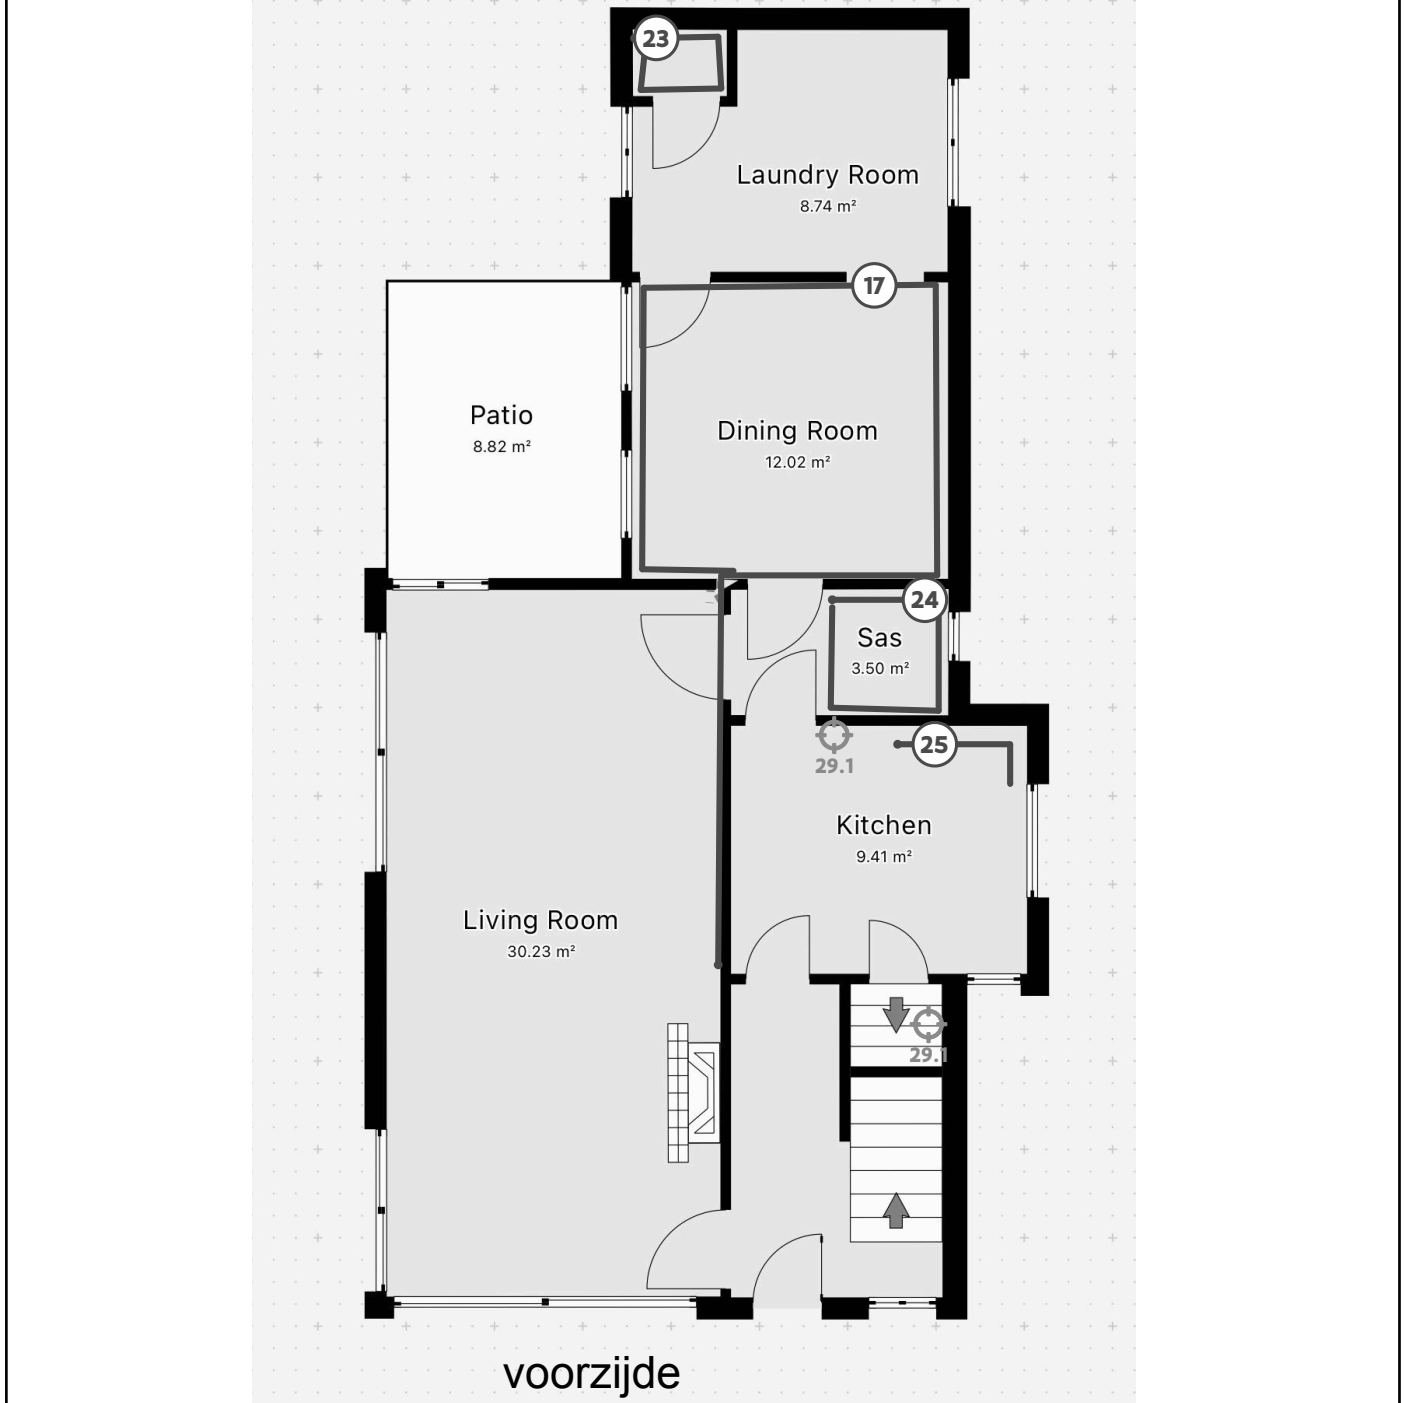 23
Laundry Room
8.74 m²
17
Patio
8.82 m²
Dining Room
12.02 m²
24
Sas
3.50 m²
25
29.1
Kitchen
9.41 m²
Living Room
30.23 m²
29.1
voorzijde